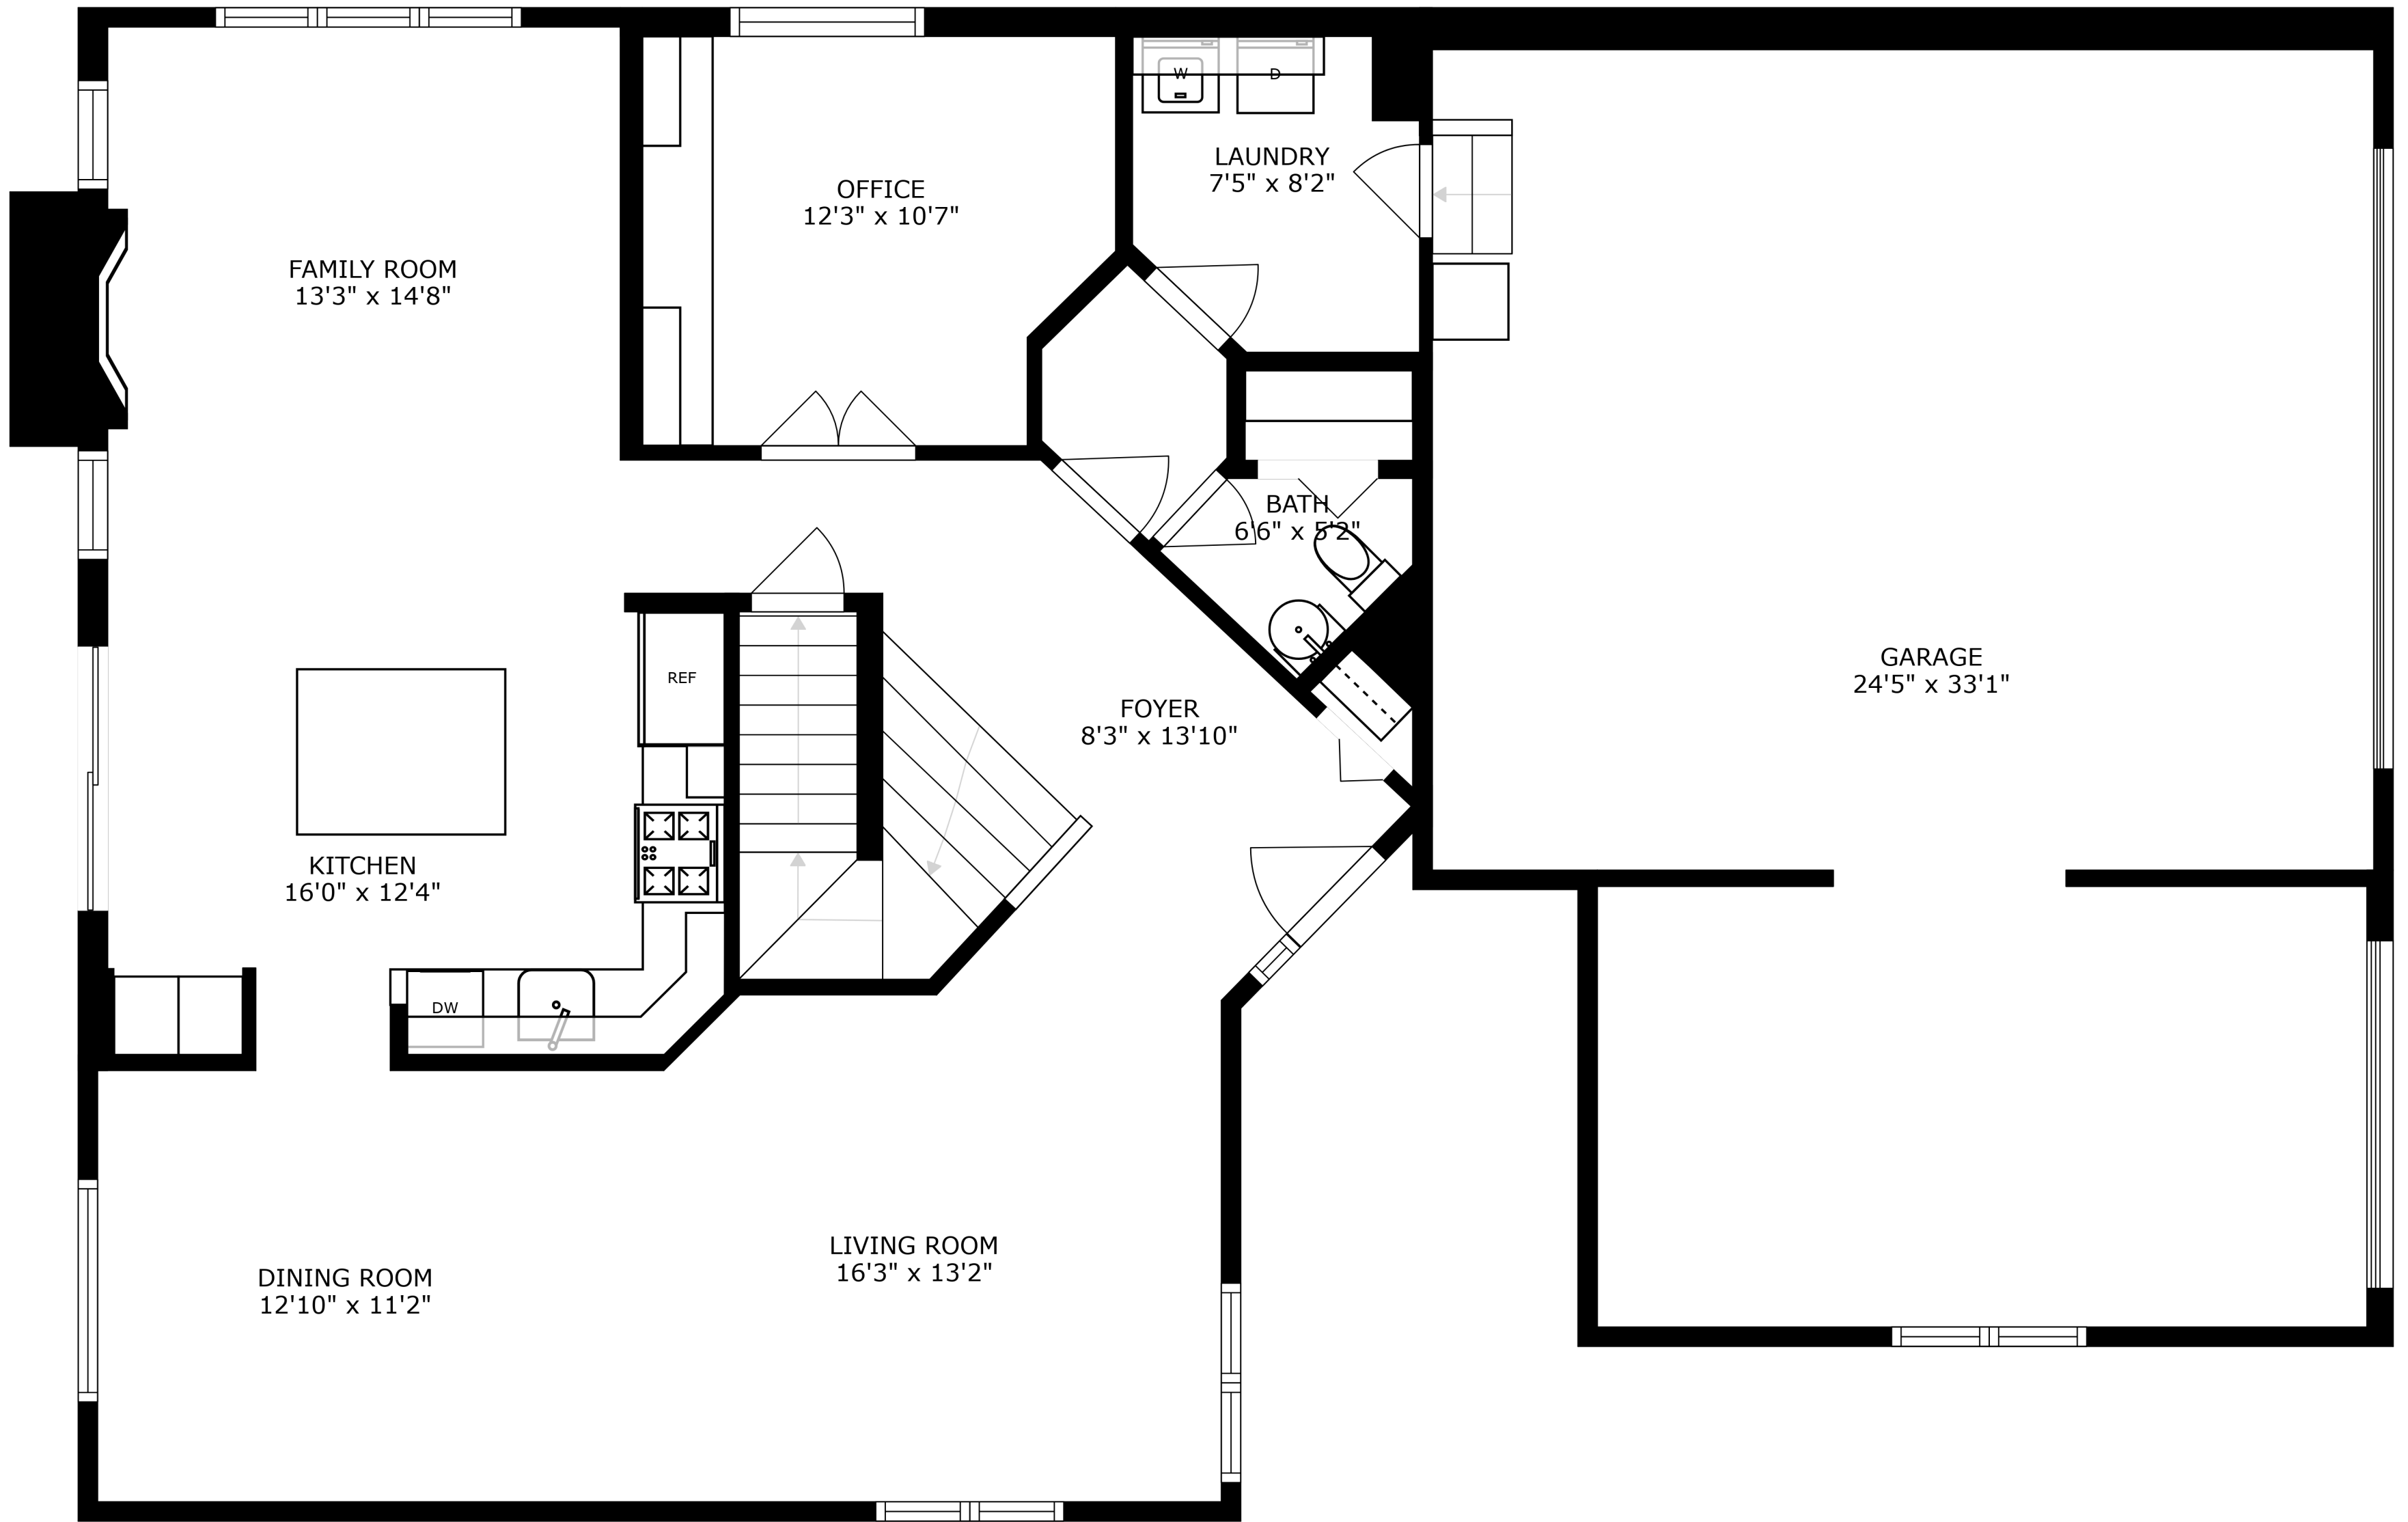 W
D
LAUNDRY
7'5" x 8'2"
OFFICE
12'3" x 10'7"
FAMILY ROOM
13'3" x 14'8"
BATH
6'6" x 5'2"
GARAGE
24'5" x 33'1"
REF
FOYER
8'3" x 13'10"
KITCHEN
16'0" x 12'4"
DW
LIVING ROOM
16'3" x 13'2"
DINING ROOM
12'10" x 11'2"